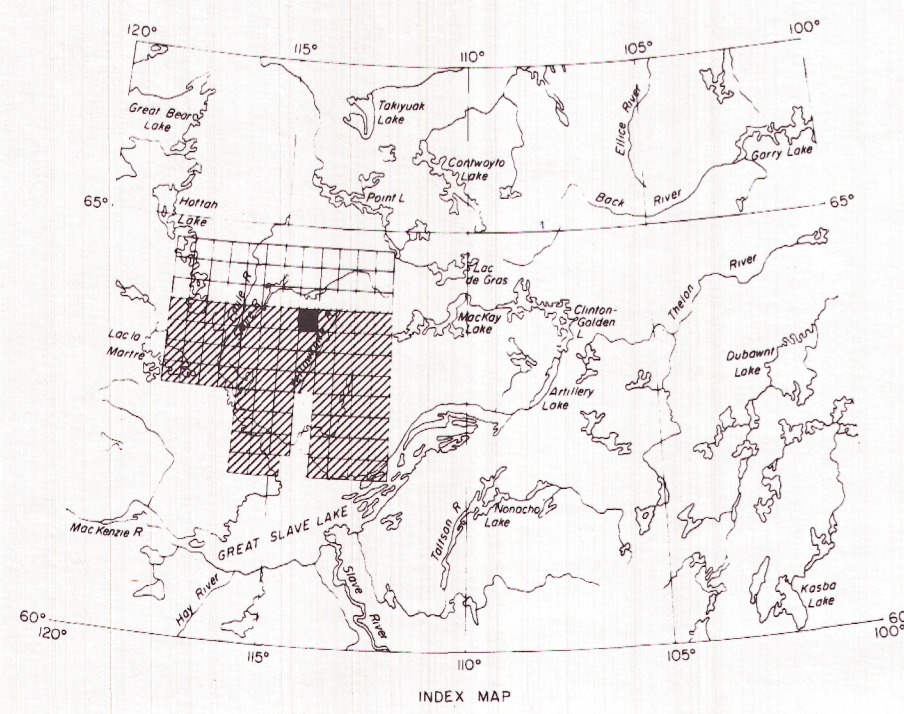 120°
115°
110°
105°
100°
Great Bear
Lake
Takiyuak
Lake
Contwoyto
Lake
Ellice River
Garry Lake
Back River
Point L
Hottah
Lake
65°
65°
Lac
de Gras
MacKay
Lake
Clinton-
Golden
L
Thelon River
Lac la
Martre
Dubawnt
Lake
Artillery
Lake
MacKenzie R
GREAT SLAVE LAKE
Taltson R
Nonacho
Lake
Hay River
Slave River
Kasba
Lake
60°
120°
115°
110°
105°
60
100°
INDEX MAP